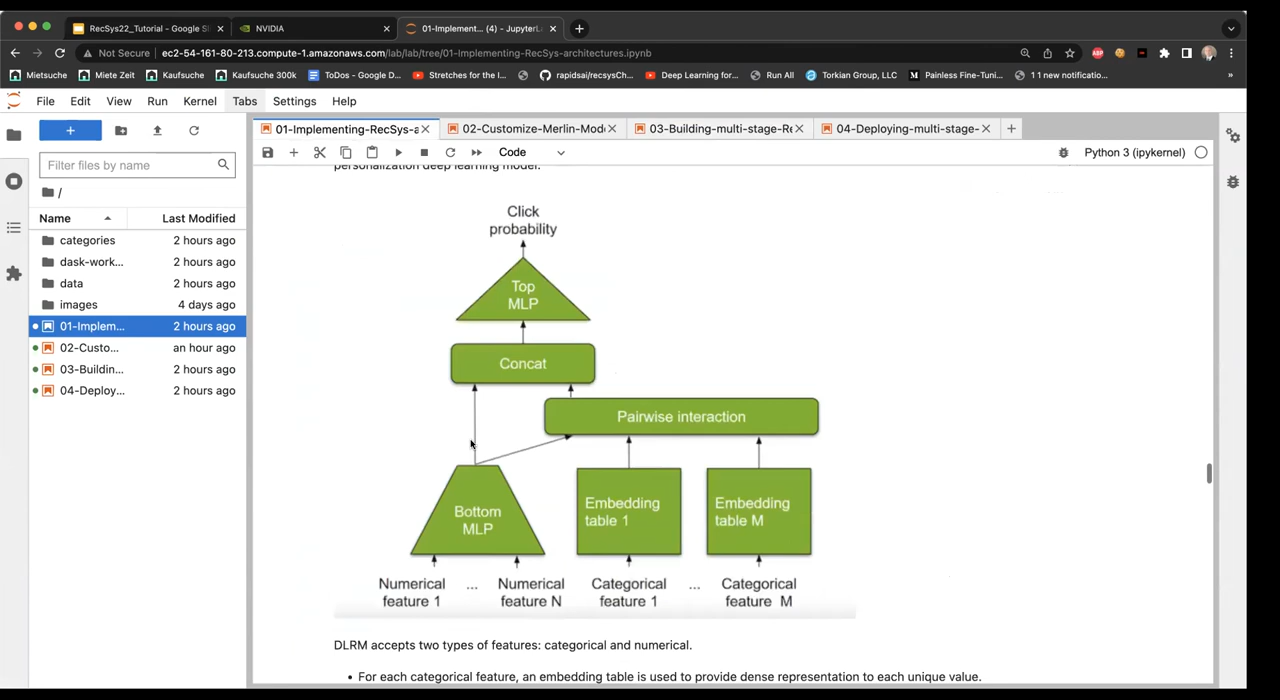 RecSys22_Tutorial - Google Sl
NVIDIA
01-Implement... (4) - JupyterL
Not Secure | ec2-54-161-80-213.compute-1.amazonaws.com/lab/lab/tree/01-Implementing-RecSys-architectures.ipynb
Mietsuche
Miete Zeit
Kaufsuche
Kaufsuche 300k
ToDos - Google D...
Stretches for the l...
rapidsai/recsysCh...
Deep Learning for...
Run All
Torkian Group, LLC
Painless Fine-Tuni...
1 1 new notificatio...
»
File Edit View Run Kernel Tabs Settings Help
01-Implementing-RecSys-a
02-Customize-Merlin-Mode
03-Building-multi-stage-Re
04-Deploying-multi-stage-
Code
Python 3 (ipykernel)
Filter files by name
/
Name Last Modified
categories 2 hours ago
dask-work... 2 hours ago
data 2 hours ago
images 4 days ago
01-Implem... 2 hours ago
02-Custo... an hour ago
03-Buildin... 2 hours ago
04-Deploy... 2 hours ago
personalization deep learning model.
Click
probability
Top
MLP
Concat
Pairwise interaction
Bottom
MLP
Embedding
table 1
Embedding
table M
Numerical
feature 1
...
Numerical
feature N
Categorical
feature 1
...
Categorical
feature M
DLRM accepts two types of features: categorical and numerical.
• For each categorical feature, an embedding table is used to provide dense representation to each unique value.